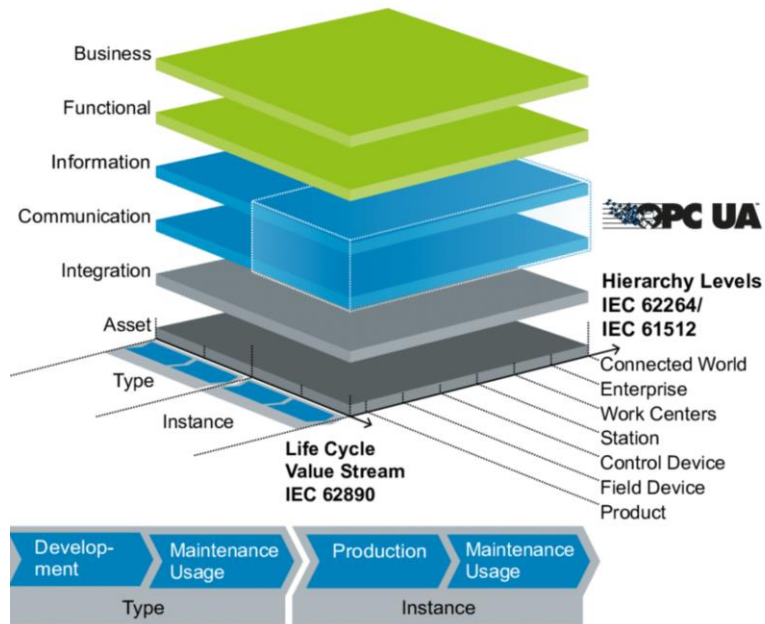 Business
Functional
Information
Communication
Integration
Asset
OPC UA
Hierarchy Levels
IEC 62264/
IEC 61512
Connected World
Enterprise
Work Centers
Station
Control Device
Field Device
Product
Type
Instance
Life Cycle
Value Stream
IEC 62890
Develop-
ment
Maintenance
Usage
Production
Maintenance
Usage
Type
Instance